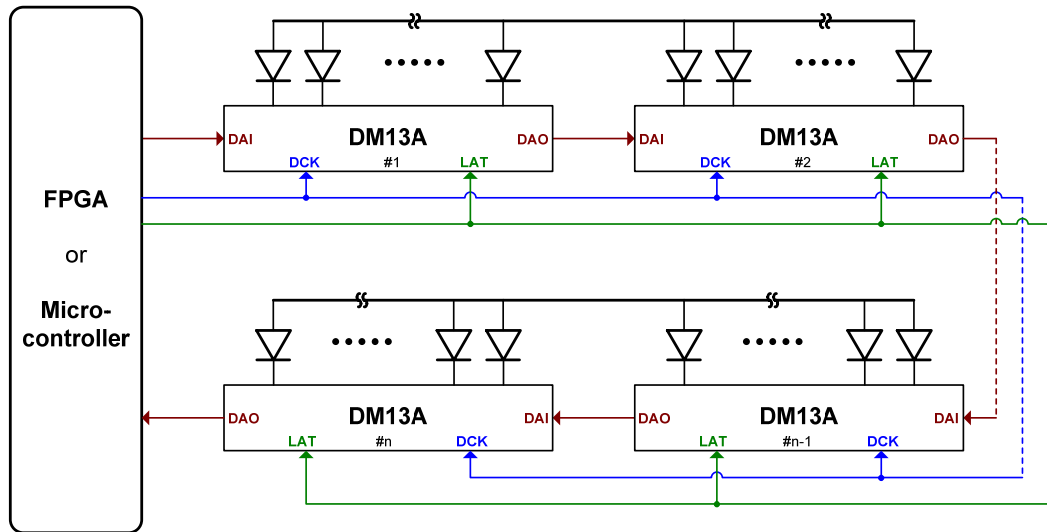 FPGA
or
Micro-
controller
DAI DM13A DAO
DCK #1 LAT
DAI DM13A DAO
DCK #2 LAT
DAO DM13A DAI
LAT #n DCK
DAO DM13A DAI
LAT #n-1 DCK